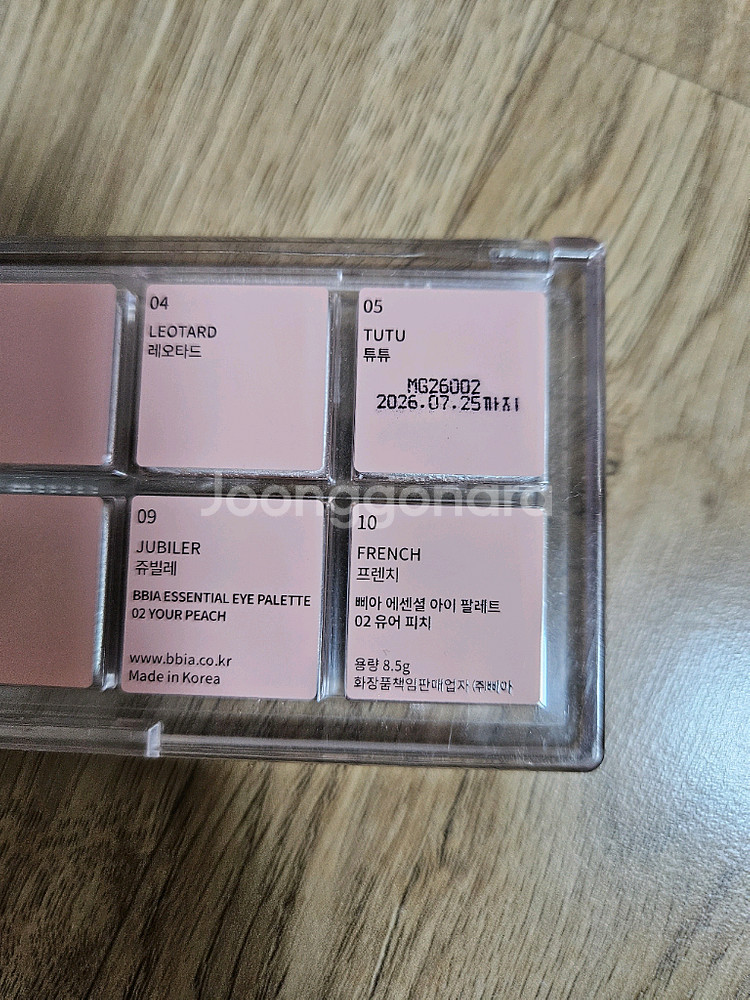 04
LEOTARD
레오타드
05
TUTU
튜튜
MG26002
2026.07.25까지
Joonggonara
09
JUBILER
쥬빌레
BBIA ESSENTIAL EYE PALETTE
02 YOUR PEACH
www.bbia.co.kr
Made in Korea
10
FRENCH
프렌치
삐아 에센셜 아이 팔레트
02 유어 피치
용량 8.5g
화장품책임판매업자 ㈜삐아